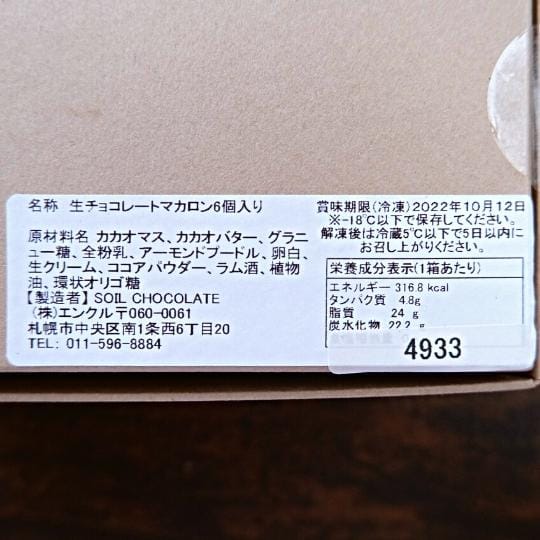 名称 生チョコレートマカロン6個入り
原材料名 カカオマス、カカオバター、グラニ
ュー糖、全粉乳、アーモンドプードル、卵白、
生クリーム、ココアパウダー、ラム酒、植物
油、環状オリゴ糖
【製造者】SOIL CHOCOLATE
(株)エンクル〒060-0061
札幌市中央区南1条西6丁目20
TEL: 011-596-8884
賞味期限(冷凍)2022年10月12日
※-18℃以下で保存してください。
解凍後は冷蔵5℃以下で5日以内に
お召し上がりください。
栄養成分表示(1箱あたり)
エネルギー 316.8 kcal
タンパク質 4.8g
脂質 24 g
炭水化物 22.2 g
4933